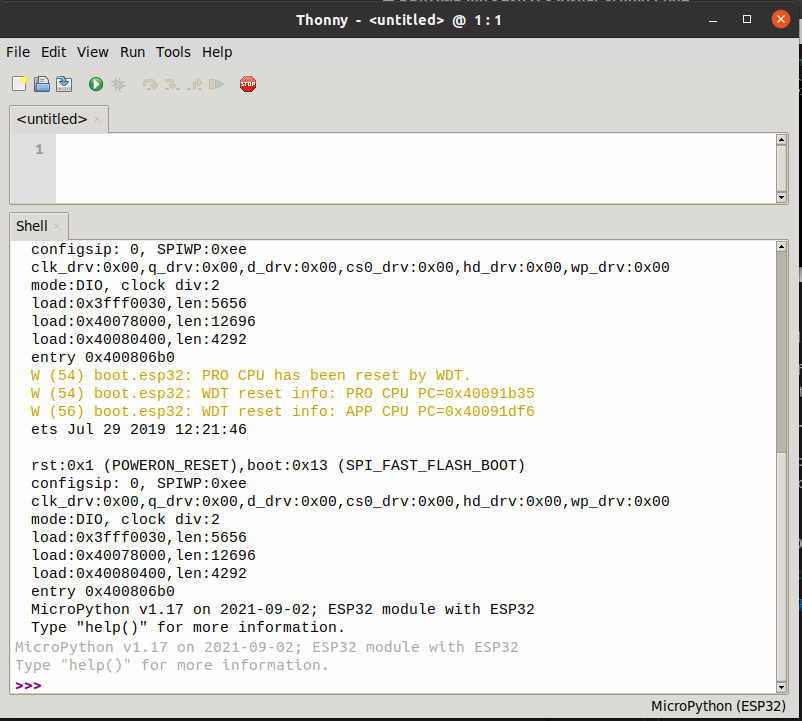 Thonny - <untitled> @ 1 : 1
File Edit View Run Tools Help
STOP
<untitled>
1
Shell
configsip: 0, SPIWP:0xee
clk_drv:0x00,q_drv:0x00,d_drv:0x00,cs0_drv:0x00,hd_drv:0x00,wp_drv:0x00
mode:DIO, clock div:2
load:0x3fff0030,len:5656
load:0x40078000,len:12696
load:0x40080400,len:4292
entry 0x400806b0
W (54) boot.esp32: PRO CPU has been reset by WDT.
W (54) boot.esp32: WDT reset info: PRO CPU PC=0x40091b35
W (56) boot.esp32: WDT reset info: APP CPU PC=0x40091df6
ets Jul 29 2019 12:21:46
rst:0x1 (POWERON_RESET),boot:0x13 (SPI_FAST_FLASH_BOOT)
configsip: 0, SPIWP:0xee
clk_drv:0x00,q_drv:0x00,d_drv:0x00,cs0_drv:0x00,hd_drv:0x00,wp_drv:0x00
mode:DIO, clock div:2
load:0x3fff0030,len:5656
load:0x40078000,len:12696
load:0x40080400,len:4292
entry 0x400806b0
MicroPython v1.17 on 2021-09-02; ESP32 module with ESP32
Type "help()" for more information.
MicroPython v1.17 on 2021-09-02; ESP32 module with ESP32
Type "help()" for more information.
>>>
MicroPython (ESP32)